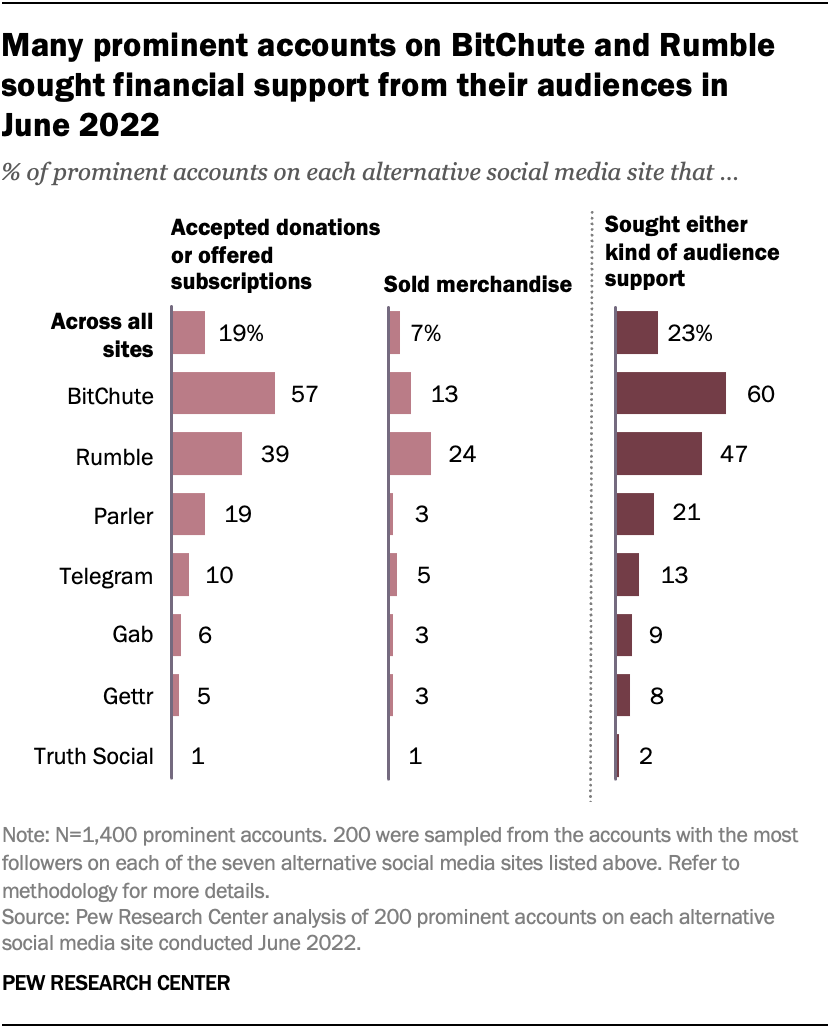 Many prominent accounts on BitChute and Rumble
sought financial support from their audiences in
June 2022
% of prominent accounts on each alternative social media site that ...
Accepted donations
or offered
subscriptions
Sold merchandise
Sought either
kind of audience
support
Across all
sites
19%
7%
23%
BitChute
57
13
60
Rumble
39
24
47
Parler
19
3
21
Telegram
10
5
13
Gab
6
3
9
Gettr
5
3
8
Truth Social
1
1
2
Note: N=1,400 prominent accounts. 200 were sampled from the accounts with the most
followers on each of the seven alternative social media sites listed above. Refer to
methodology for more details.
Source: Pew Research Center analysis of 200 prominent accounts on each alternative
social media site conducted June 2022.
PEW RESEARCH CENTER